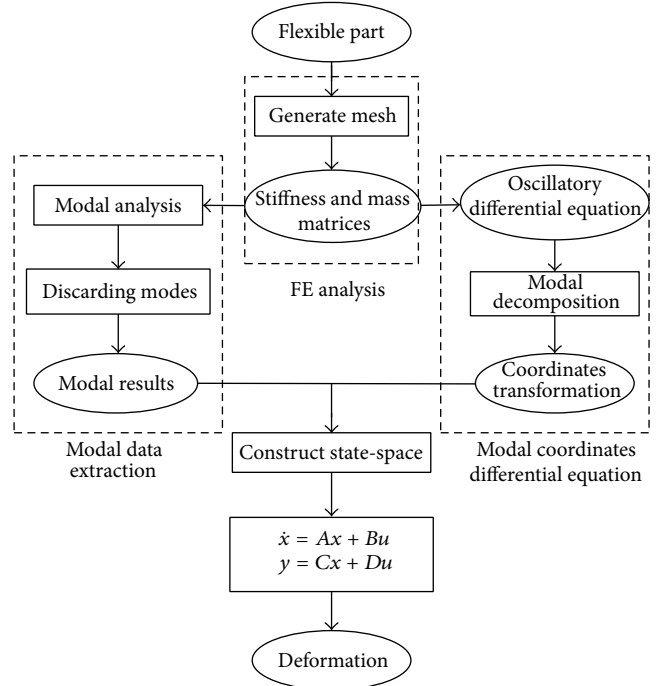 Flexible part
Generate mesh
Stiffness and mass
matrices
FE analysis
Modal analysis
Discarding modes
Modal results
Modal data
extraction
Oscillatory
differential equation
Modal
decomposition
Coordinates
transformation
Modal coordinates
differential equation
Construct state-space
ẋ = Ax + Bu
y = Cx + Du
Deformation